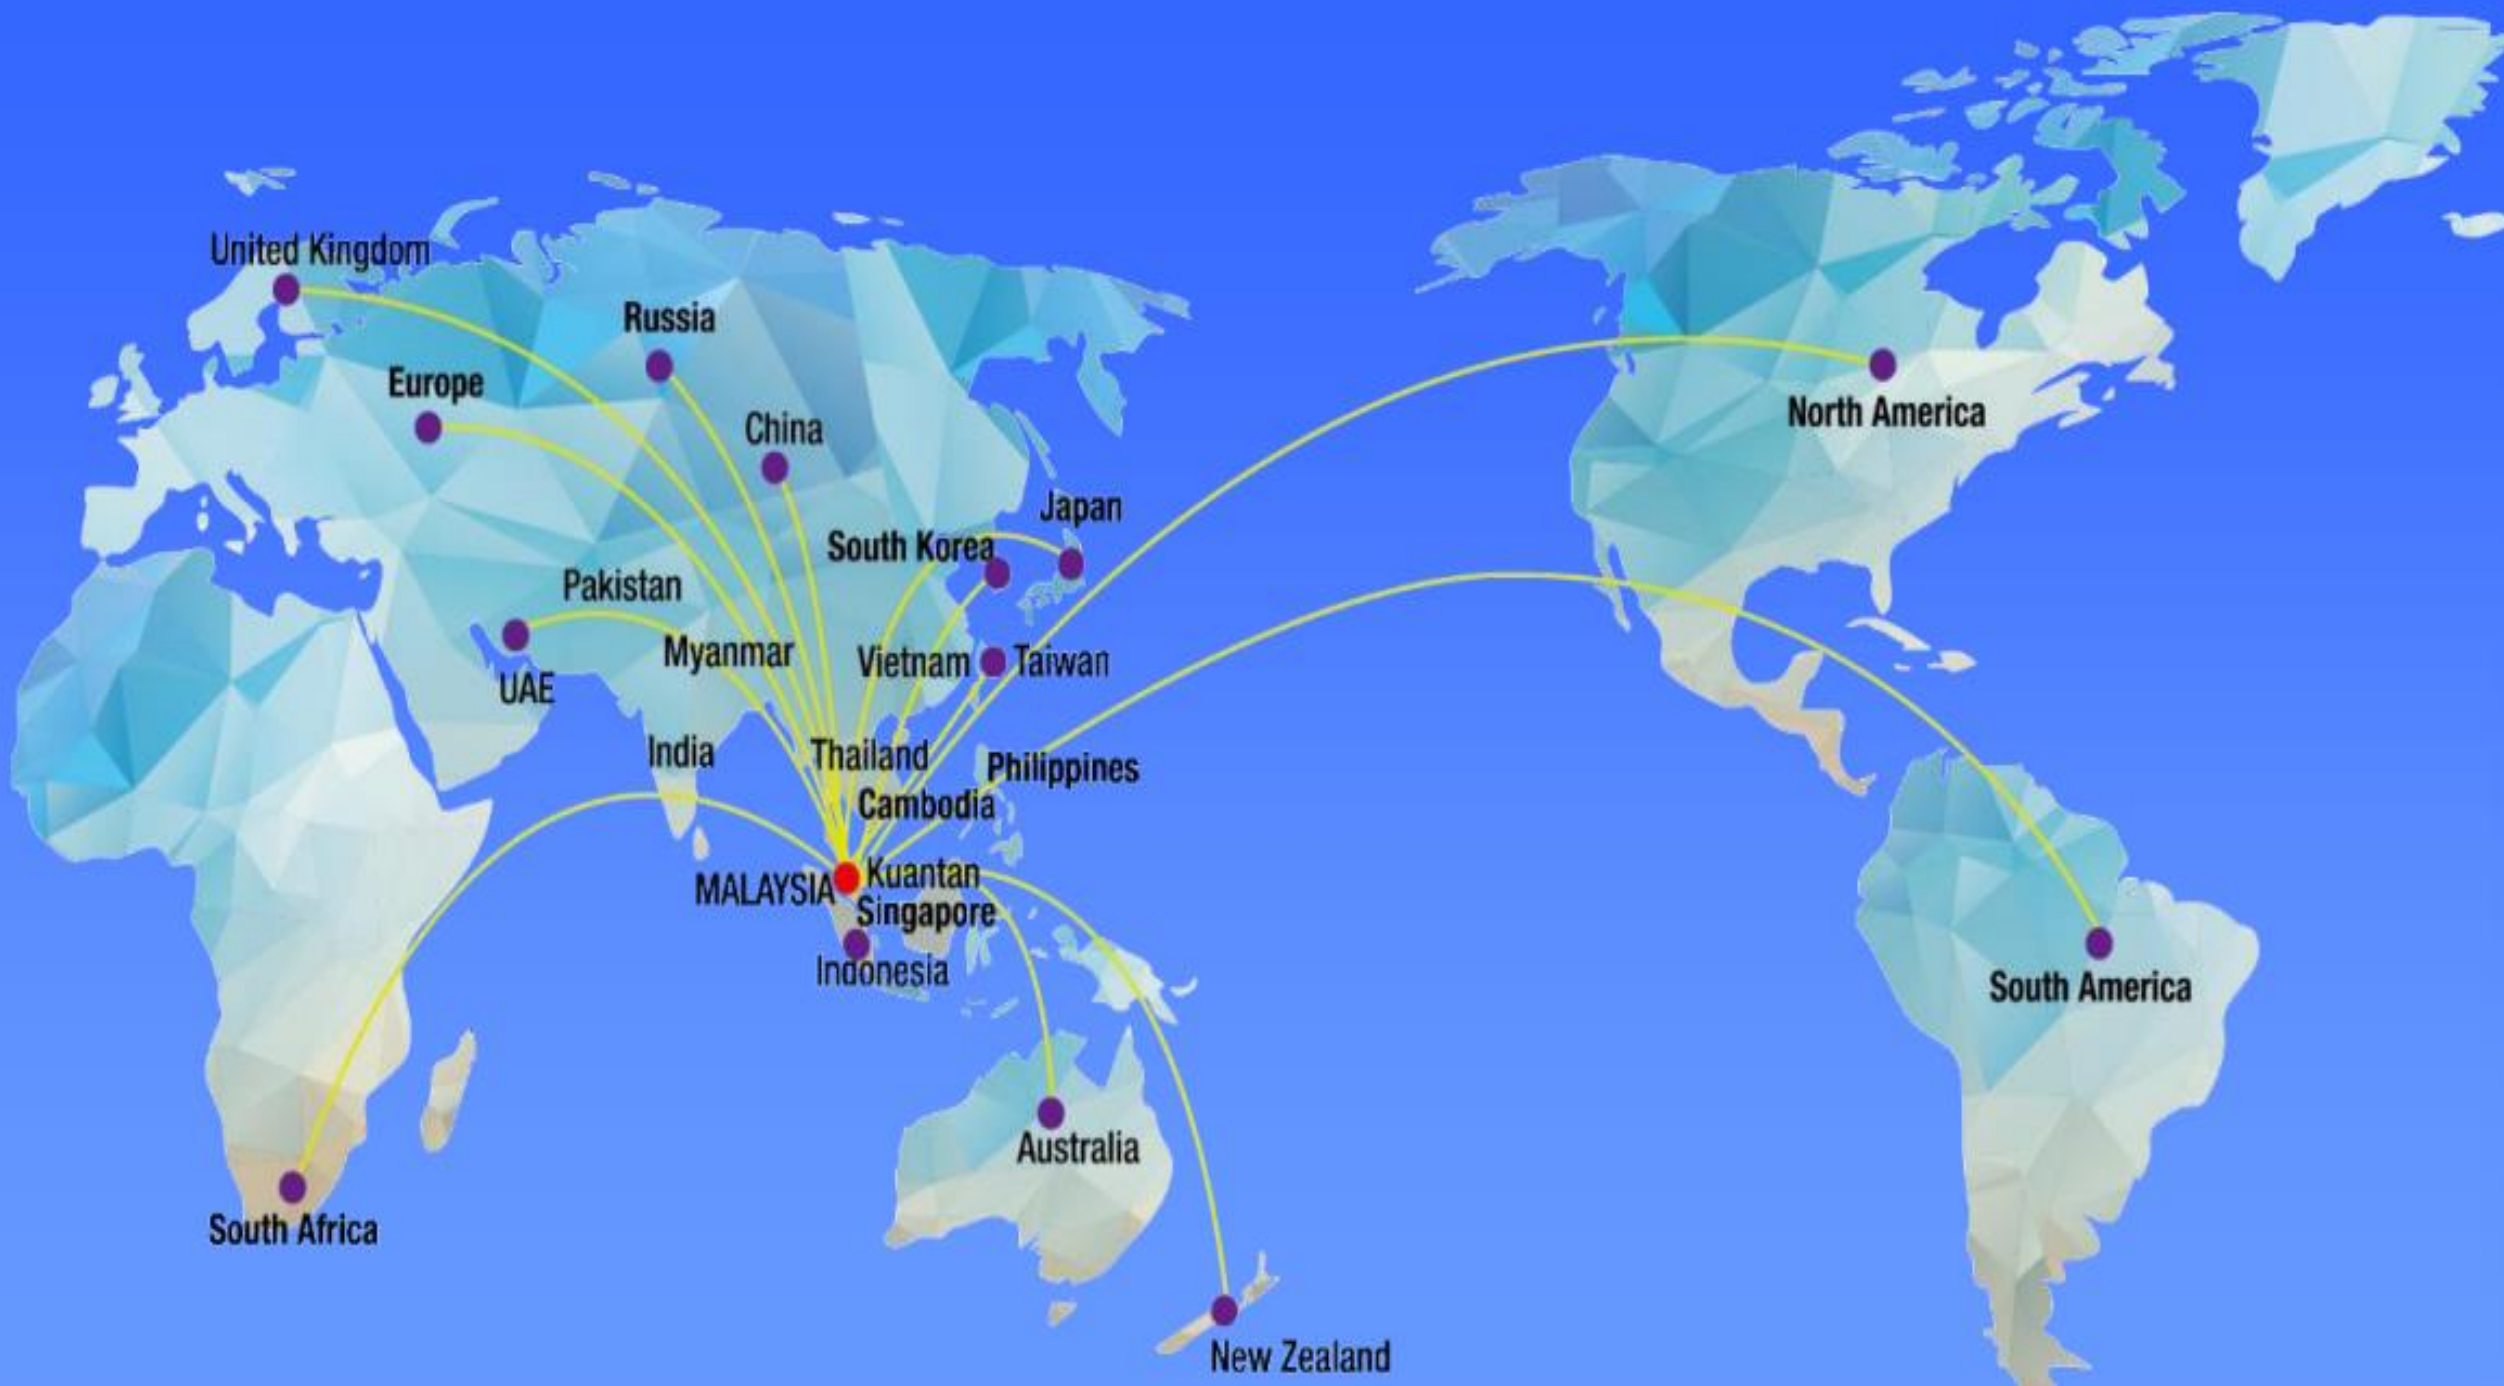 United Kingdom
Russia
Europe
North America
China
Japan
South Korea
Pakistan
Myanmar
Vietnam
Taiwan
UAE
India
Thailand
Philippines
Cambodia
Kuantan
MALAYSIA
Singapore
Indonesia
South America
Australia
South Africa
New Zealand